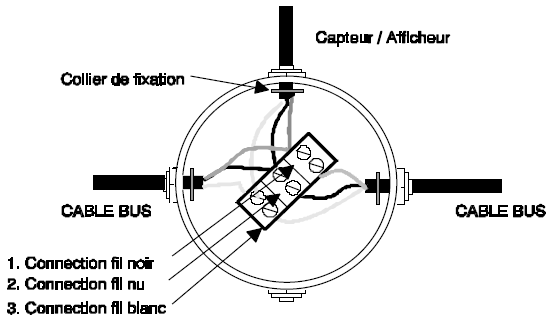 Capteur / Afficheur
Collier de fixation
CABLE BUS
CABLE BUS
1. Connection fil noir
2. Connection fil nu
3. Connection fil blanc